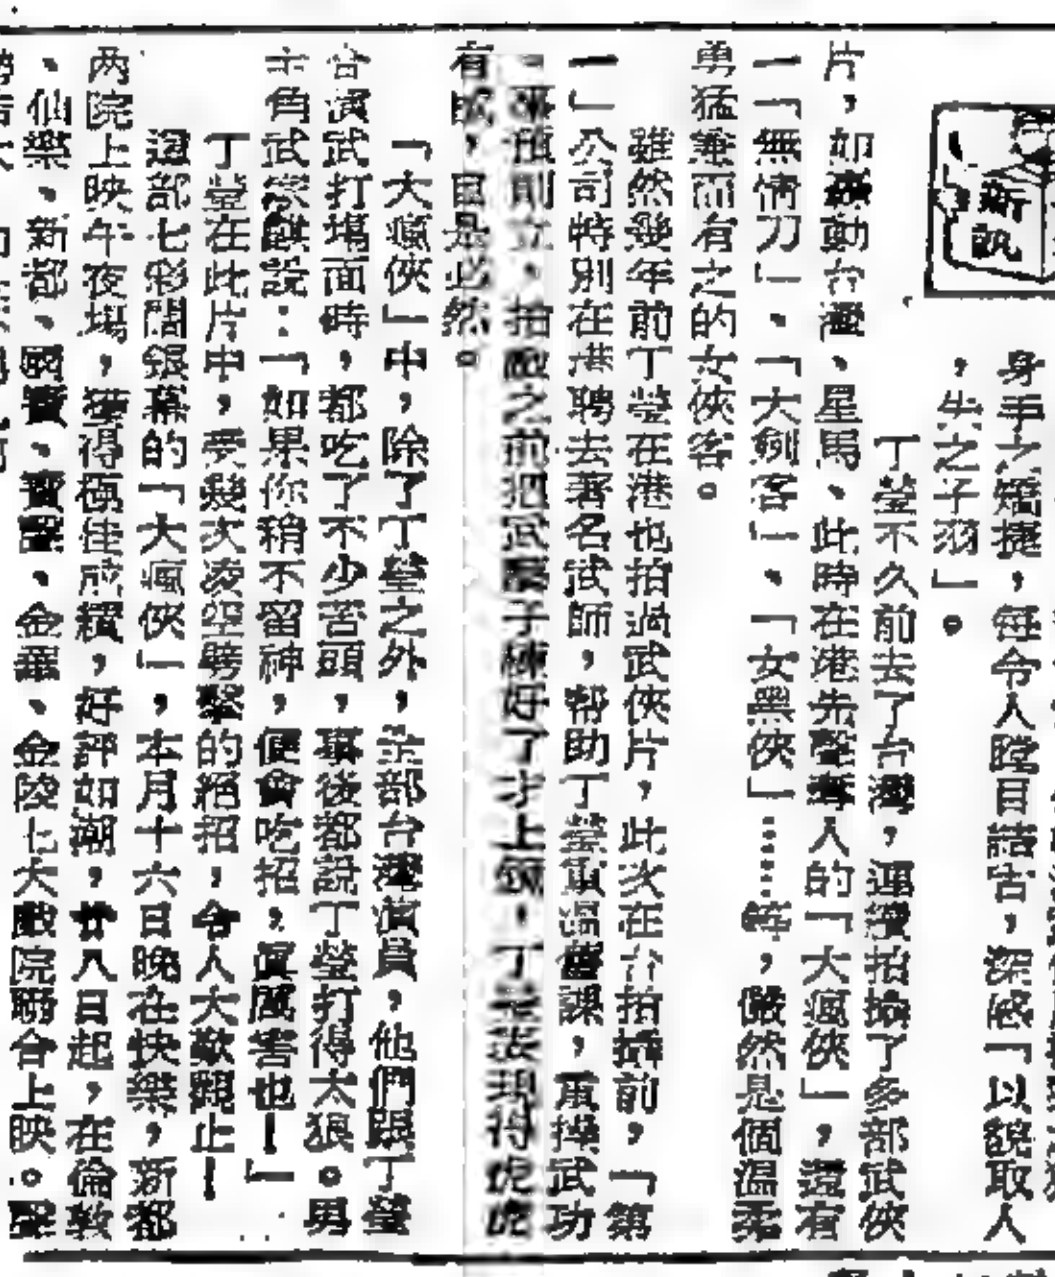 新訊
身手之矯捷，每令人瞠目結舌，深感「以貌取人
，失之子羽」。
丁瑩不久前去了台灣，運續拍攝了多部武俠
片，如轟動台灣、星馬、此時在港先聲奪人的「大瘋俠」，還有
「無情刀」、「大劍客」、「女黑俠」……等，儼然是個溫柔
勇猛兼而有之的女俠客。
雖然幾年前丁瑩在港也拍過武俠片，此次在台拍攝前，「第
一」公司特別在港聘去著名武師，幫助丁瑩重溫舊課，重操武功
預則立，拍戲之前把武底子練好了才上鏡，丁瑩表現得虎虎
有威，自是必然。
「大瘋俠」中，除了丁瑩之外，全部台灣演員，他們跟丁瑩
合演武打場面時，都吃了不少苦頭，事後都說丁瑩打得太狠。男
主角武宗麒說：「如果你稍不留神，便會吃招，眞厲害也！」
丁瑩在此片中，耍幾次凌空劈擊的絕招，令人大歎觀止！
這部七彩闊銀幕的「大瘋俠」，本月十六日晚在快樂，新都
两院上映午夜場，獲得極佳成績，好評如潮，廿八日起，在倫敦
、仙樂、新都、國寶、寶聲、金華、金陵七大戲院聯合上映。